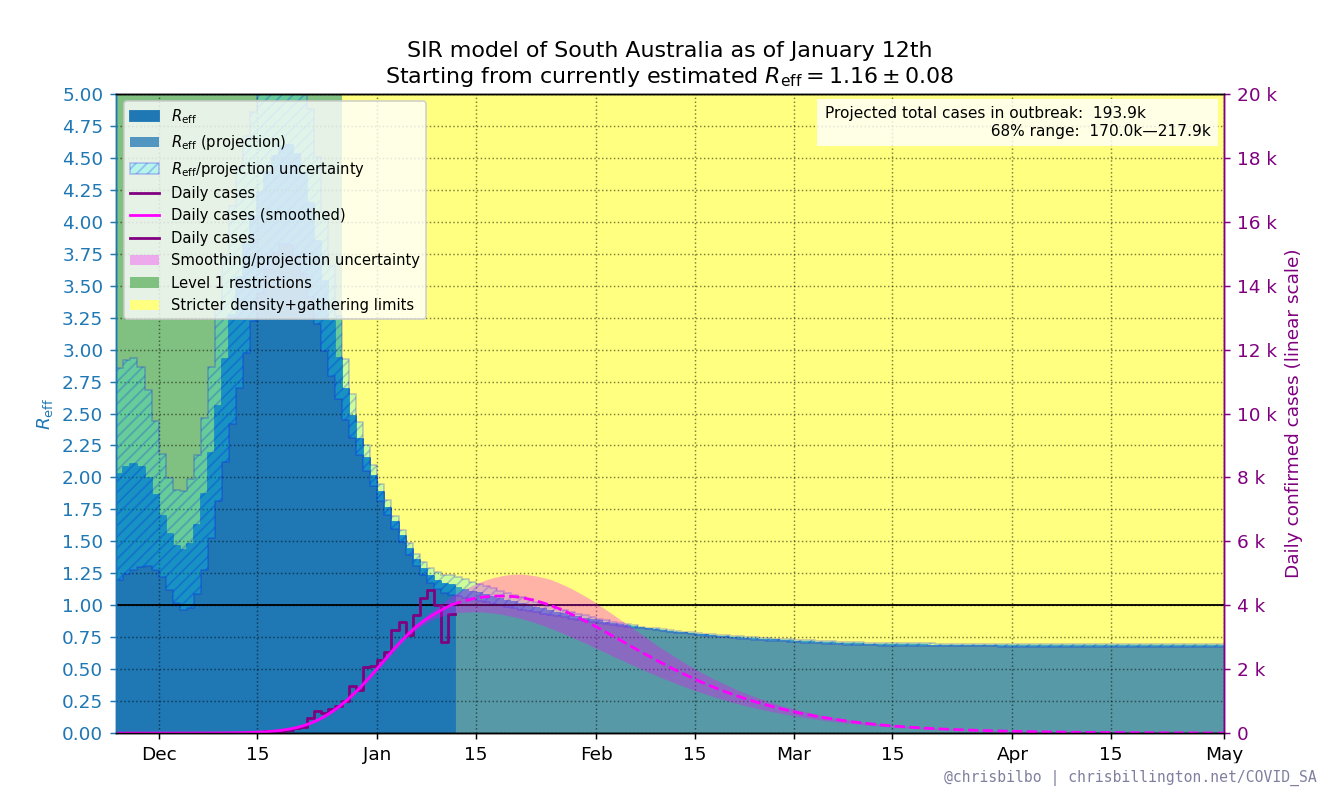 SIR model of South Australia as of January 12th
Starting from currently estimated Reff = 1.16 ± 0.08
5.00
4.75
4.50
4.25
4.00
3.75
3.50
3.25
3.00
2.75
2.50
2.25
2.00
1.75
1.50
1.25
1.00
0.75
0.50
0.25
0.00
Reff
Reff
Reff (projection)
Reff/projection uncertainty
Daily cases
Daily cases (smoothed)
Daily cases
Smoothing/projection uncertainty
Level 1 restrictions
Stricter density+gathering limits
Projected total cases in outbreak: 193.9k
68% range: 170.0k—217.9k
20 k
18 k
16 k
14 k
12 k
10 k
8 k
6 k
4 k
2 k
0
Daily confirmed cases (linear scale)
Dec 15 Jan 15 Feb 15 Mar 15 Apr 15 May
@chrisbilbo | chrisbillington.net/COVID_SA